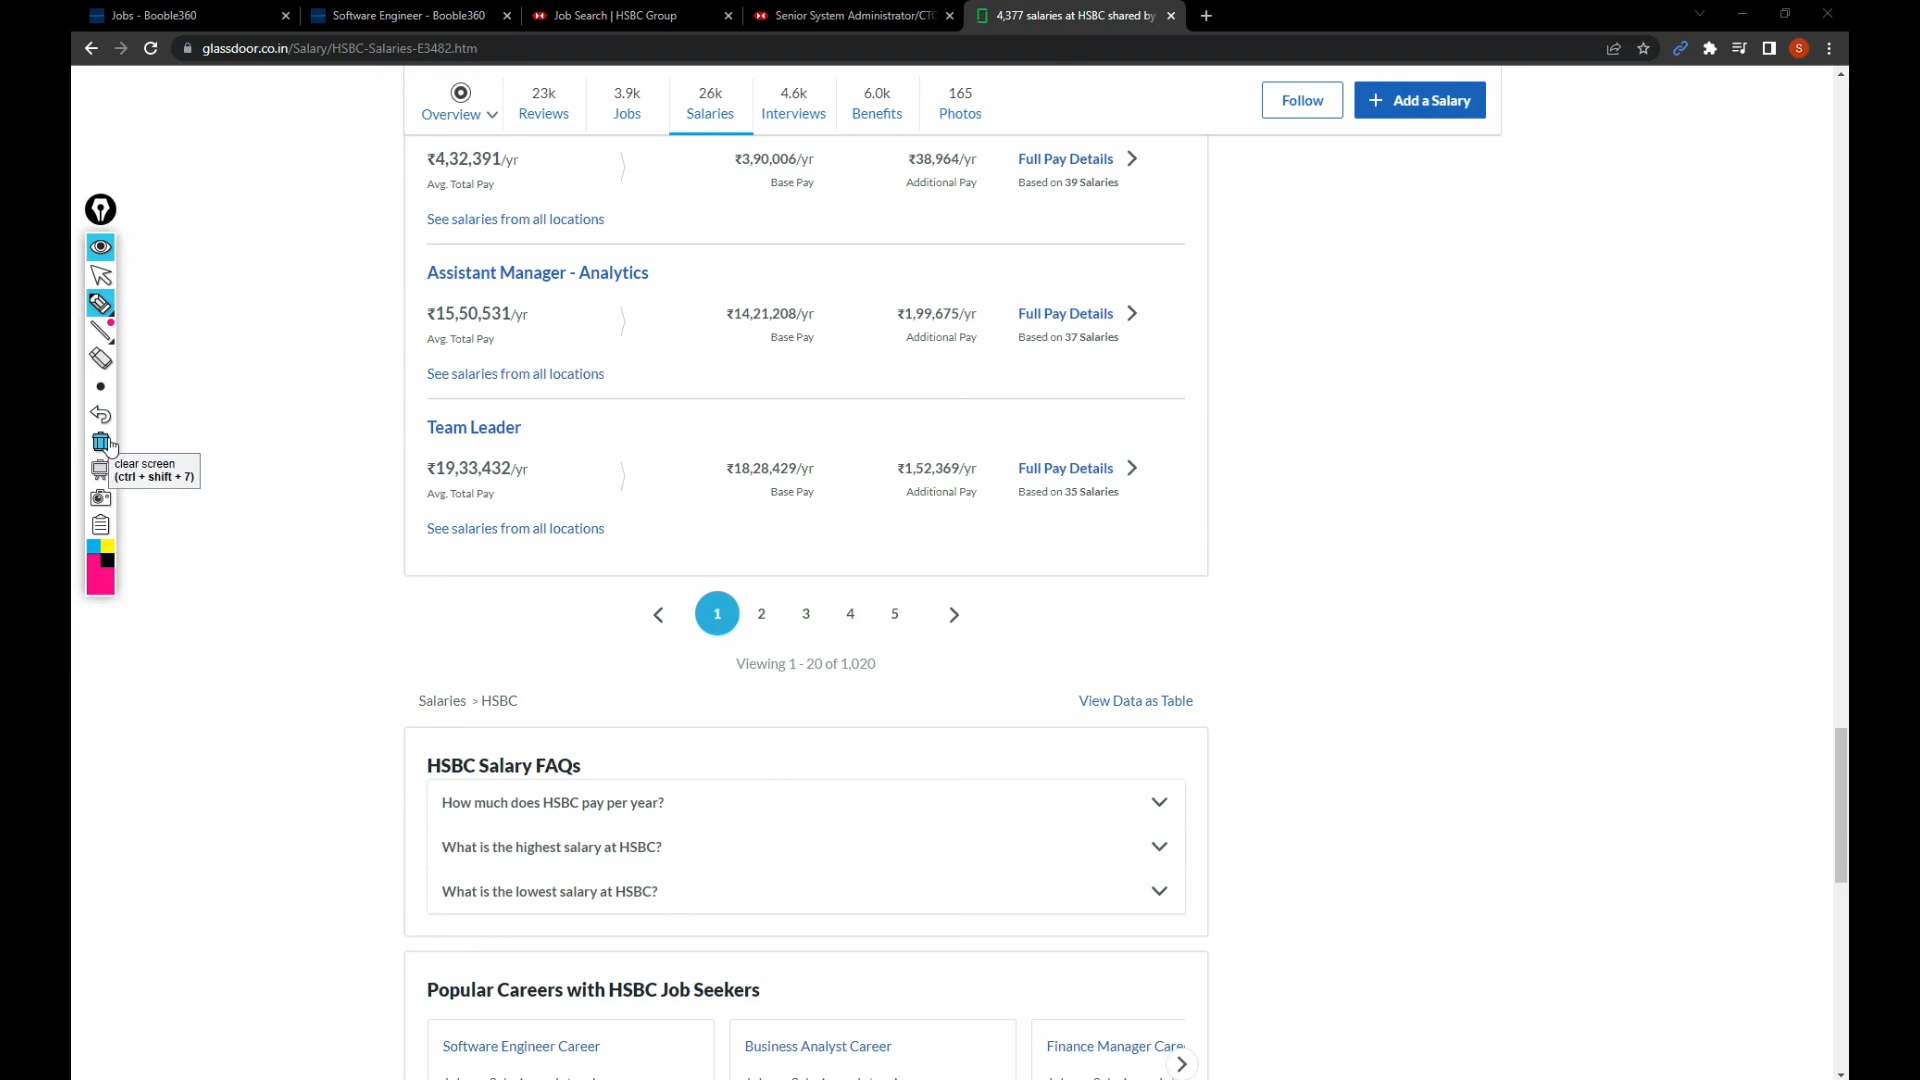 Jobs - Booble360
Software Engineer - Booble360
Job Search | HSBC Group
Senior System Administrator/CTC
4,377 salaries at HSBC shared by
glassdoor.co.in/Salary/HSBC-Salaries-E3482.htm
S
Overview
23k
Reviews
3.9k
Jobs
26k
Salaries
4.6k
Interviews
6.0k
Benefits
165
Photos
Follow
+ Add a Salary
₹4,32,391/yr
Avg. Total Pay
₹3,90,006/yr
Base Pay
₹38,964/yr
Additional Pay
Full Pay Details
Based on 39 Salaries
See salaries from all locations
Assistant Manager - Analytics
₹15,50,531/yr
Avg. Total Pay
₹14,21,208/yr
Base Pay
₹1,99,675/yr
Additional Pay
Full Pay Details
Based on 37 Salaries
See salaries from all locations
Team Leader
₹19,33,432/yr
Avg. Total Pay
₹18,28,429/yr
Base Pay
₹1,52,369/yr
Additional Pay
Full Pay Details
Based on 35 Salaries
See salaries from all locations
clear screen
(ctrl + shift + 7)
1 2 3 4 5
Viewing 1 - 20 of 1,020
Salaries > HSBC
View Data as Table
HSBC Salary FAQs
How much does HSBC pay per year?
What is the highest salary at HSBC?
What is the lowest salary at HSBC?
Popular Careers with HSBC Job Seekers
Software Engineer Career
Business Analyst Career
Finance Manager Care